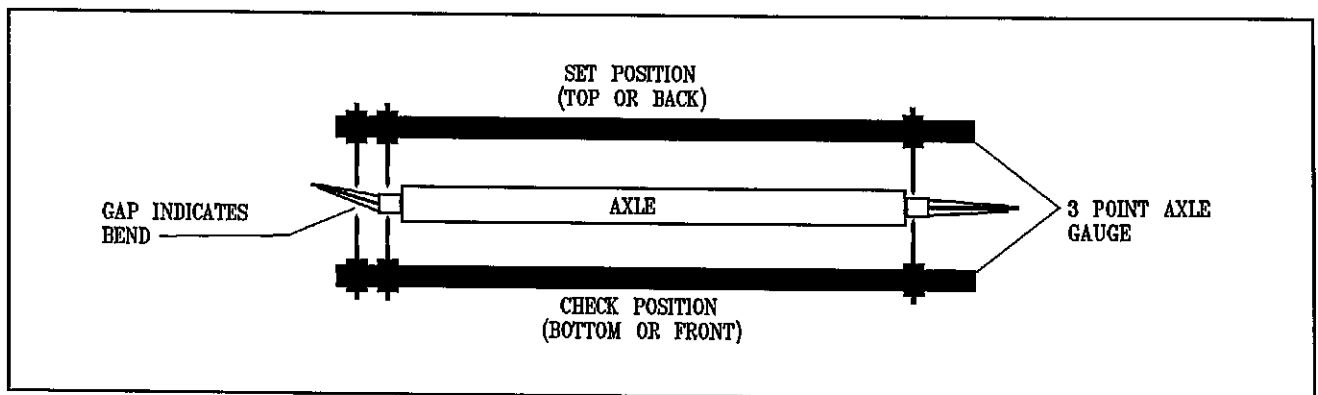 SET POSITION
(TOP OR BACK)
GAP INDICATES
BEND
AXLE
3 POINT AXLE
GAUGE
CHECK POSITION
(BOTTOM OR FRONT)